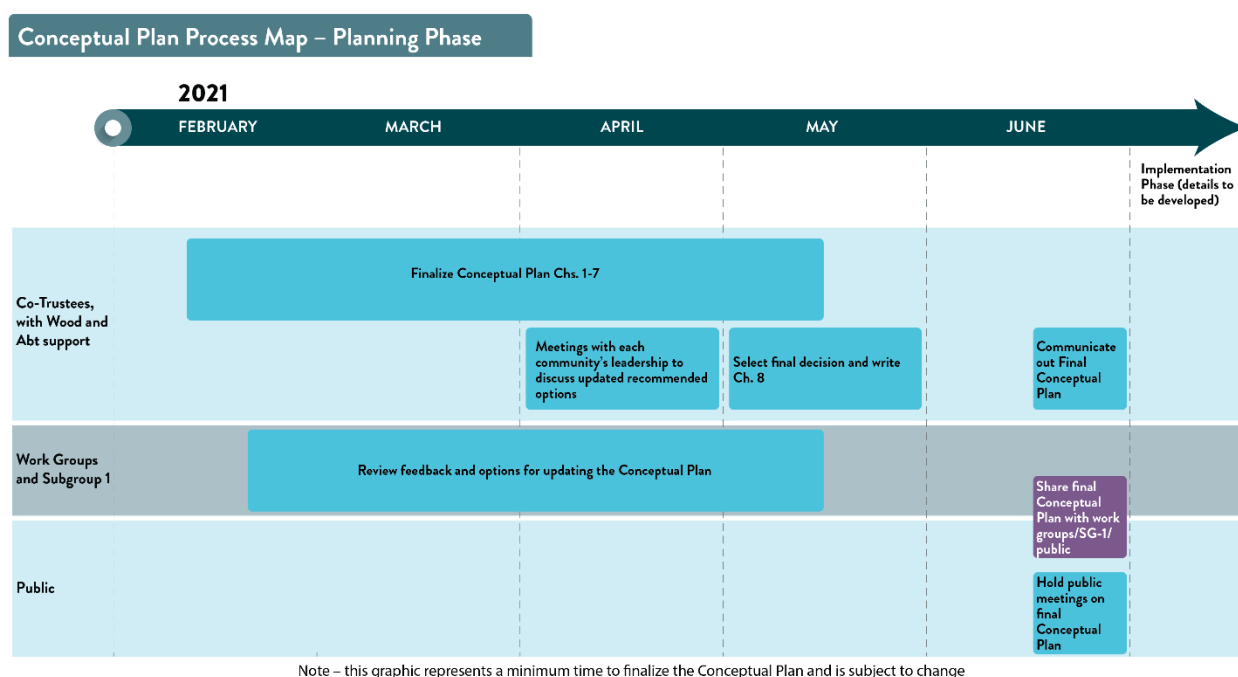 Conceptual Plan Process Map – Planning Phase
2021
FEBRUARY
MARCH
APRIL
MAY
JUNE
Implementation
Phase (details to
be developed)
Co-Trustees,
with Wood and
Abt support
Finalize Conceptual Plan Chs. 1-7
Meetings with each
community's leadership to
discuss updated recommended
options
Select final decision and write
Ch. 8
Communicate
out Final
Conceptual
Plan
Work Groups
and Subgroup 1
Review feedback and options for updating the Conceptual Plan
Share final
Conceptual
Plan with work
groups/SG-1/
public
Public
Hold public
meetings on
final
Conceptual
Plan
Note – this graphic represents a minimum time to finalize the Conceptual Plan and is subject to change